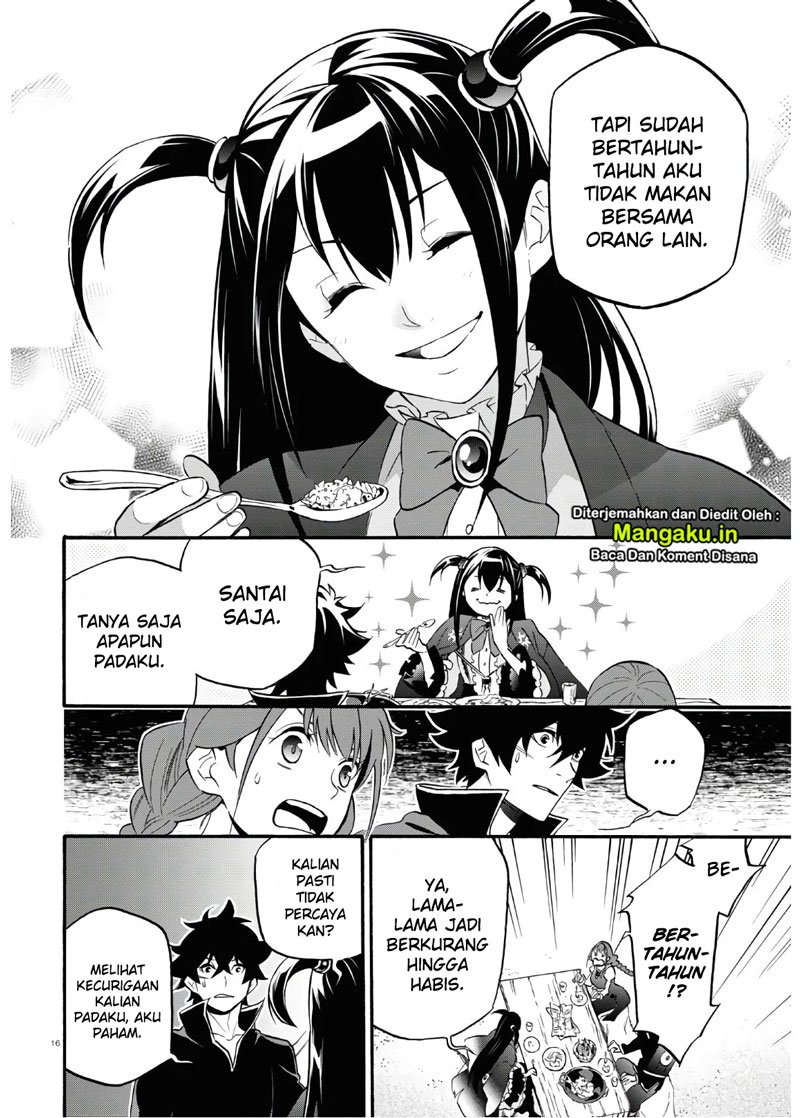 TAPI SUDAH
BERTAHUN-
TAHUN AKU
TIDAK MAKAN
BERSAMA
ORANG LAIN.
Diterjemahkan dan Diedit Oleh :
Mangaku.in
Baca Dan Koment Disana
SANTAI
SAJA.
TANYA SAJA
APAPUN
PADAKU.
...
BE-
BER-
TAHUN-
TAHUN
!?
YA,
LAMA-
LAMA JADI
BERKURANG
HINGGA
HABIS.
KALIAN
PASTI
TIDAK
PERCAYA
KAN?
MELIHAT
KECURIGAAN
KALIAN
PADAKU, AKU
PAHAM.
16